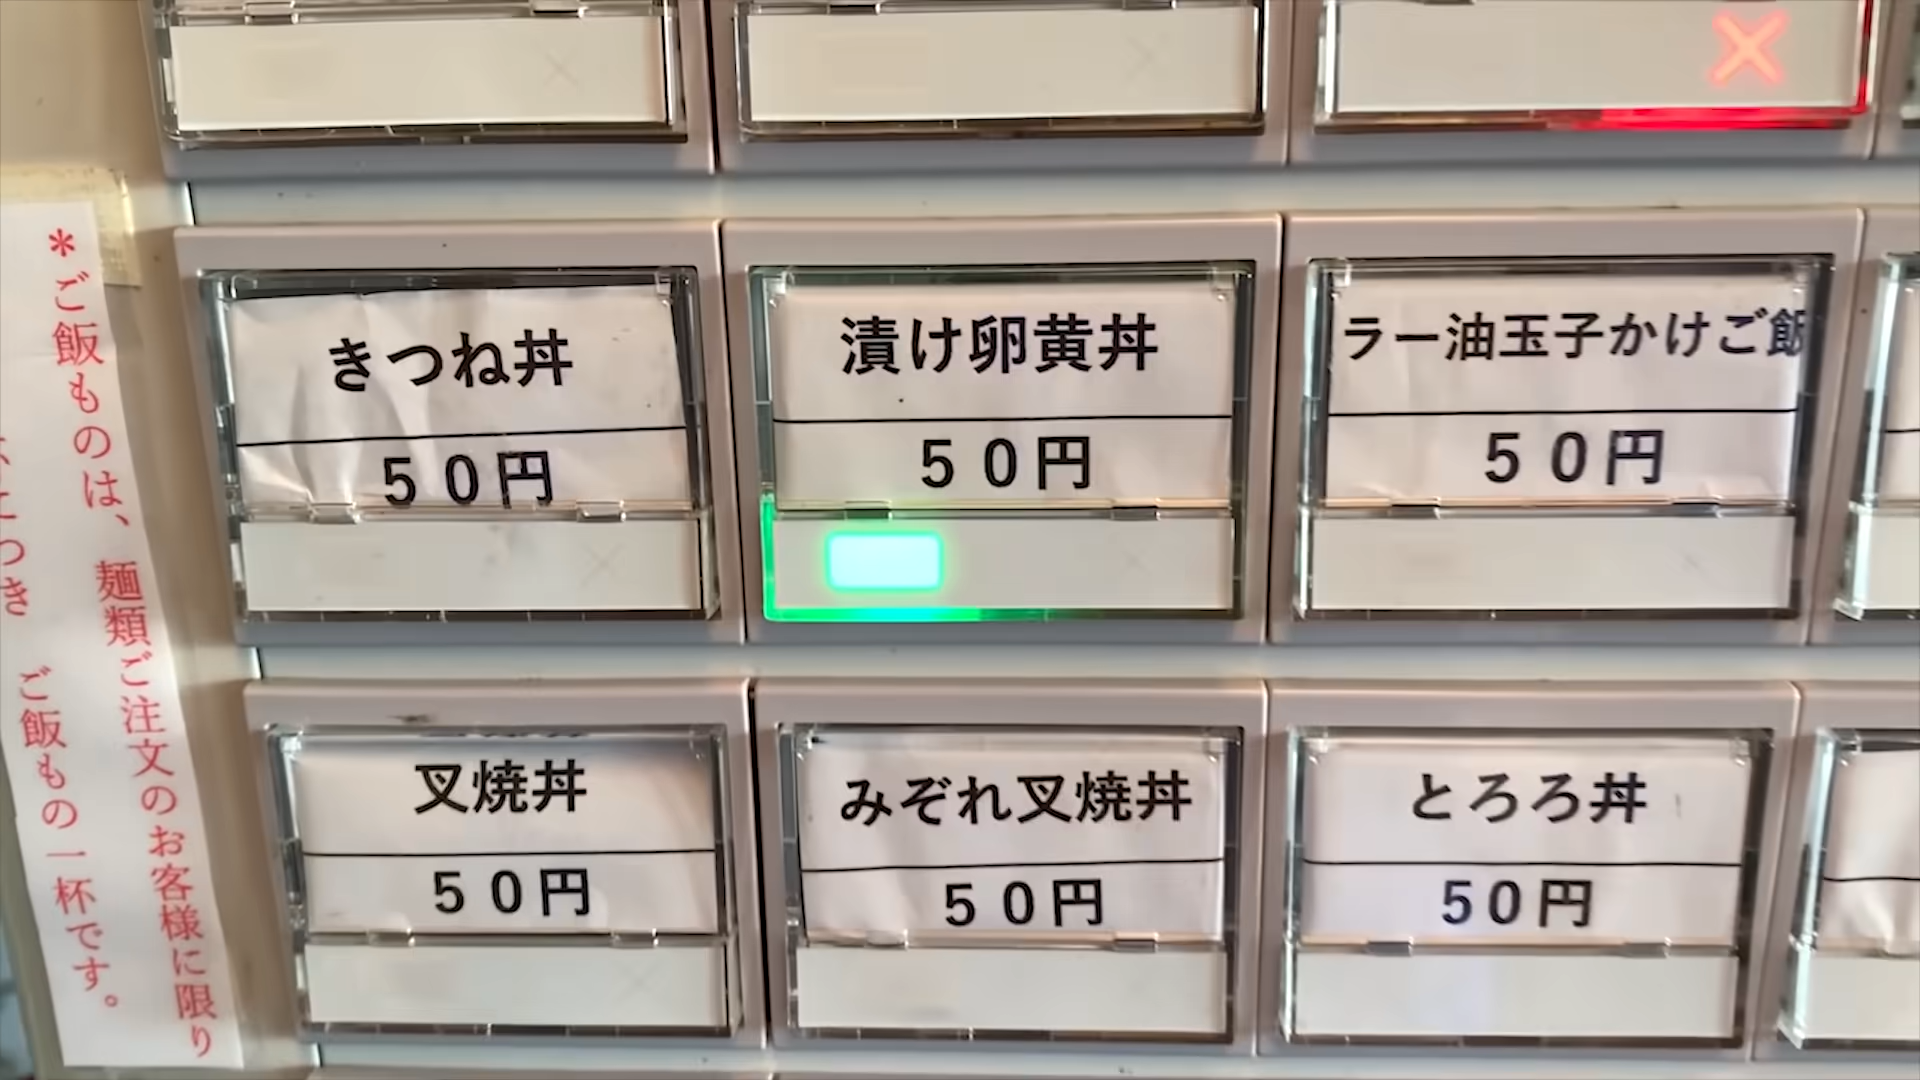 きつね丼
５０円
漬け卵黄丼
５０円
ラー油玉子かけご飯
５０円
叉焼丼
５０円
みぞれ叉焼丼
５０円
とろろ丼
５０円
＊ご飯ものは、麺類ご注文のお客様に限り
つき　ご飯もの一杯です。